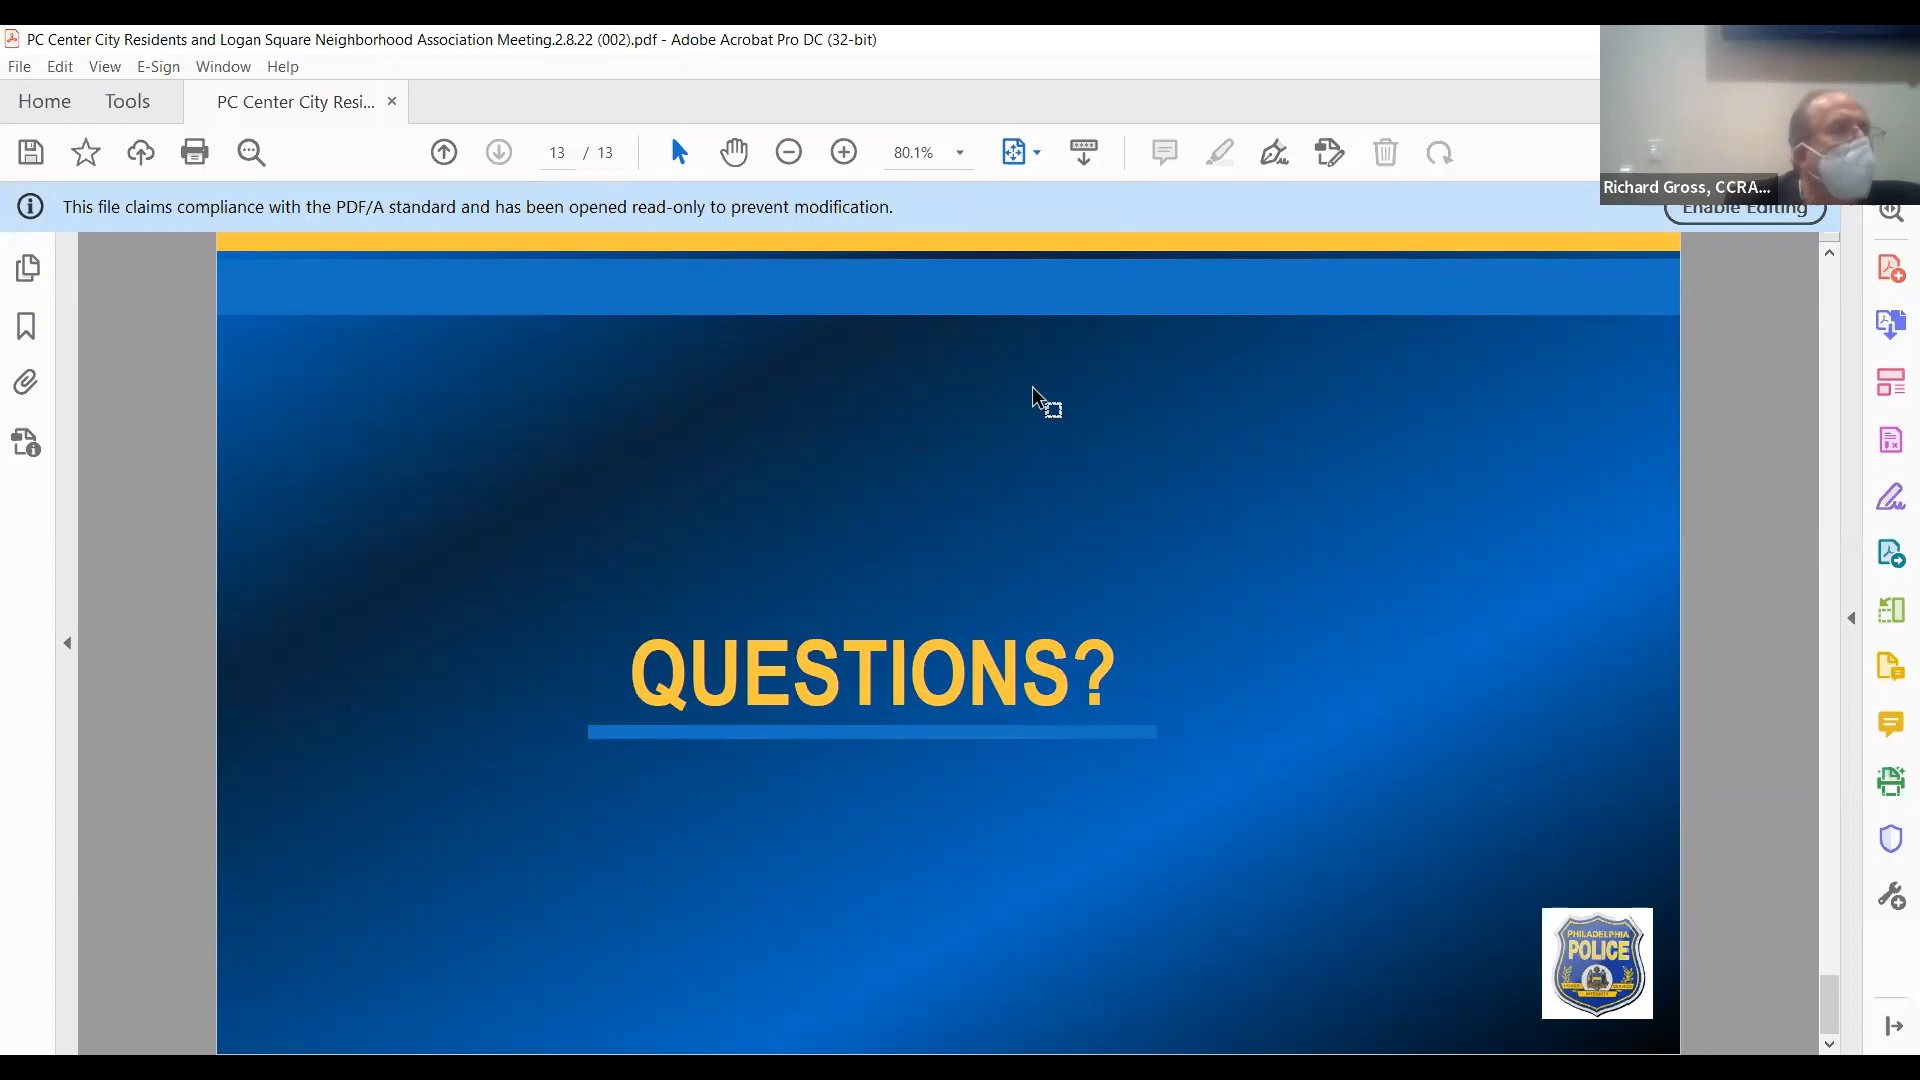 PC Center City Residents and Logan Square Neighborhood Association Meeting.2.8.22 (002).pdf - Adobe Acrobat Pro DC (32-bit)
File Edit View E-Sign Window Help
Home Tools PC Center City Resi... ×
13 / 13 80.1%
Richard Gross, CCRA...
This file claims compliance with the PDF/A standard and has been opened read-only to prevent modification.
Enable Editing
QUESTIONS?
PHILADELPHIA
POLICE
HONOR
SERVICE
INTEGRITY